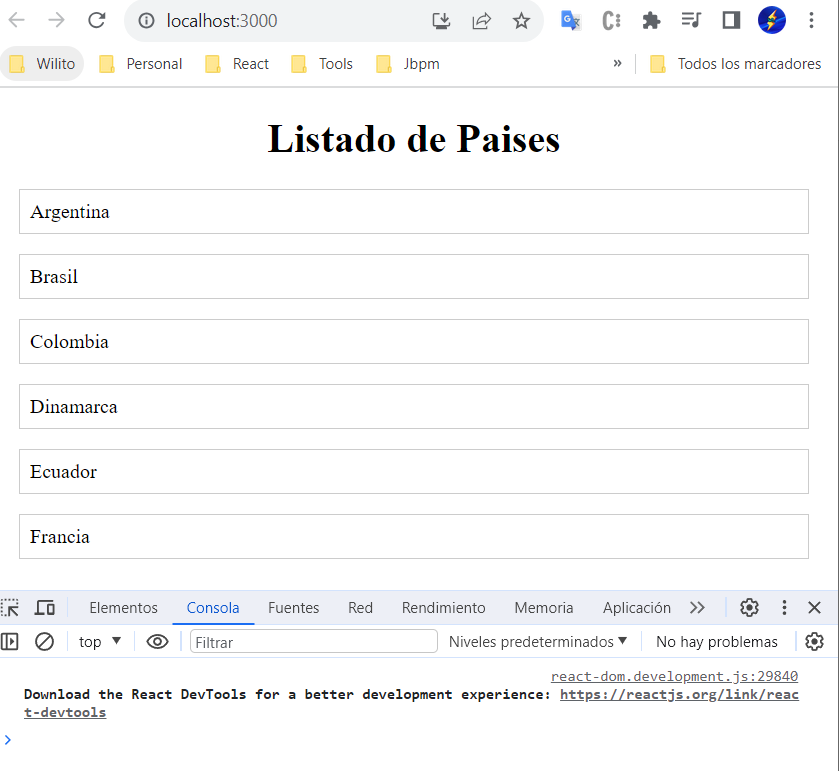 localhost:3000
Wilito Personal React Tools Jbpm » Todos los marcadores
Listado de Paises
Argentina
Brasil
Colombia
Dinamarca
Ecuador
Francia
Elementos Consola Fuentes Red Rendimiento Memoria Aplicación
top Filtrar Niveles predeterminados No hay problemas
react-dom.development.js:29840
Download the React DevTools for a better development experience: https://reactjs.org/link/reac
t-devtools